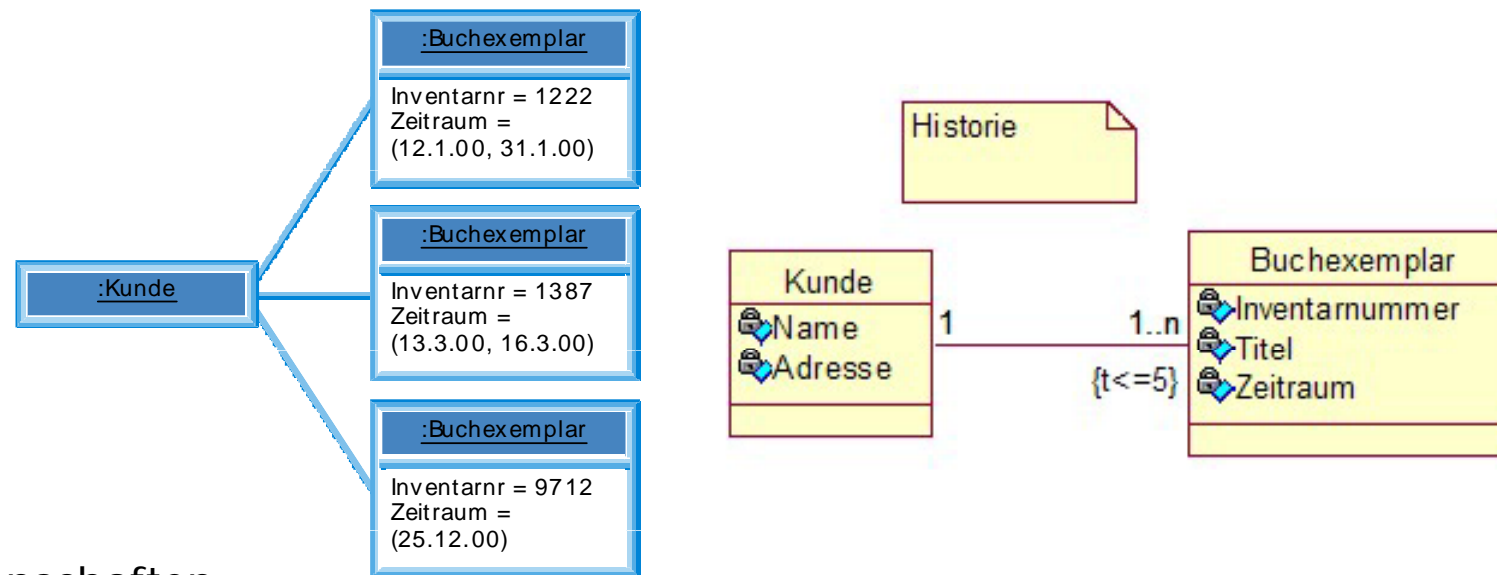 :Buchexemplar
Inventarnr = 1222
Zeitraum =
(12.1.00, 31.1.00)
:Kunde
:Buchexemplar
Inventarnr = 1387
Zeitraum =
(13.3.00, 16.3.00)
:Buchexemplar
Inventarnr = 9712
Zeitraum =
(25.12.00)
Historie
Kunde
Name
Adresse
1
1..n
{t<=5}
Buchexemplar
Inventarnummer
Titel
Zeitraum